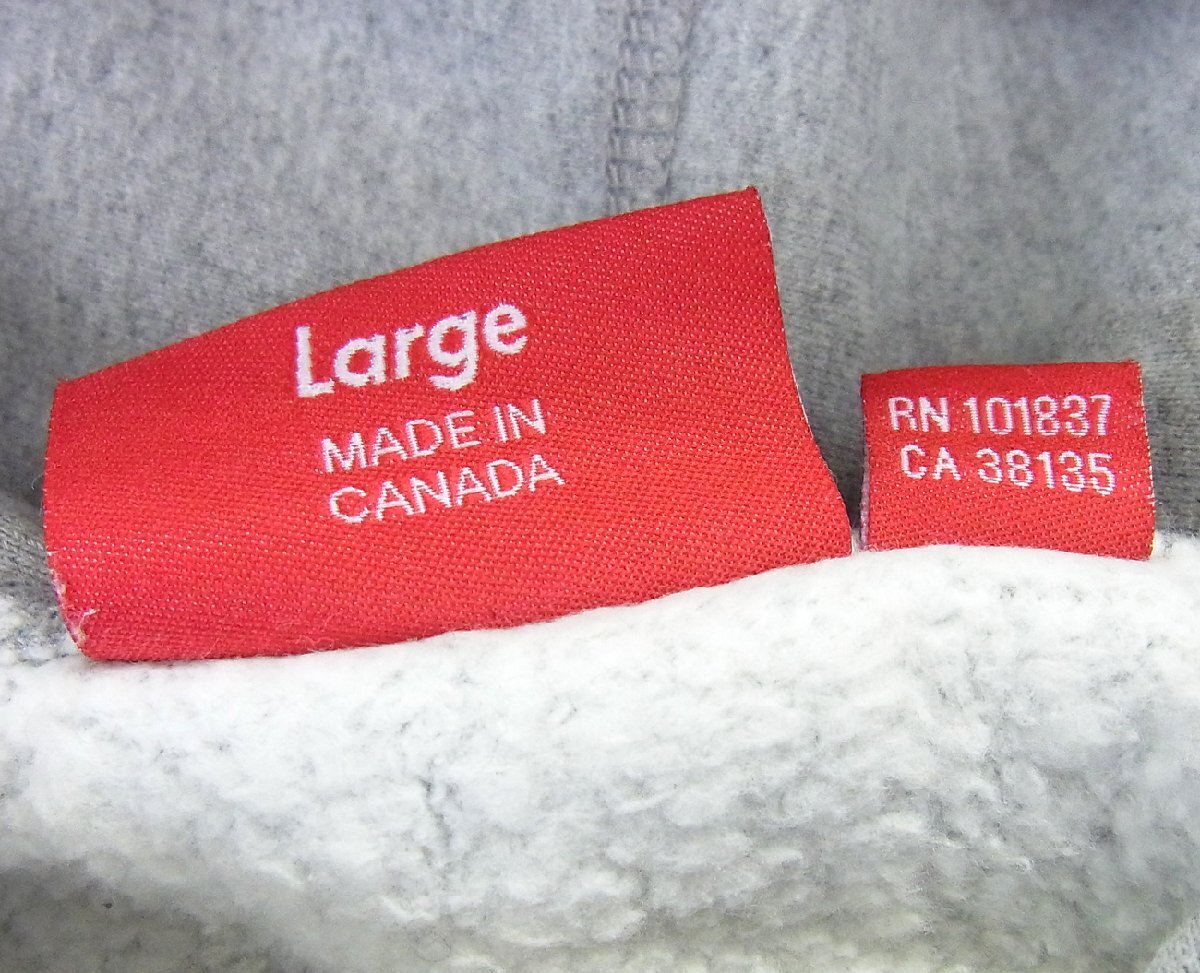 Large
MADE IN
CANADA
RN 101837
CA 38135